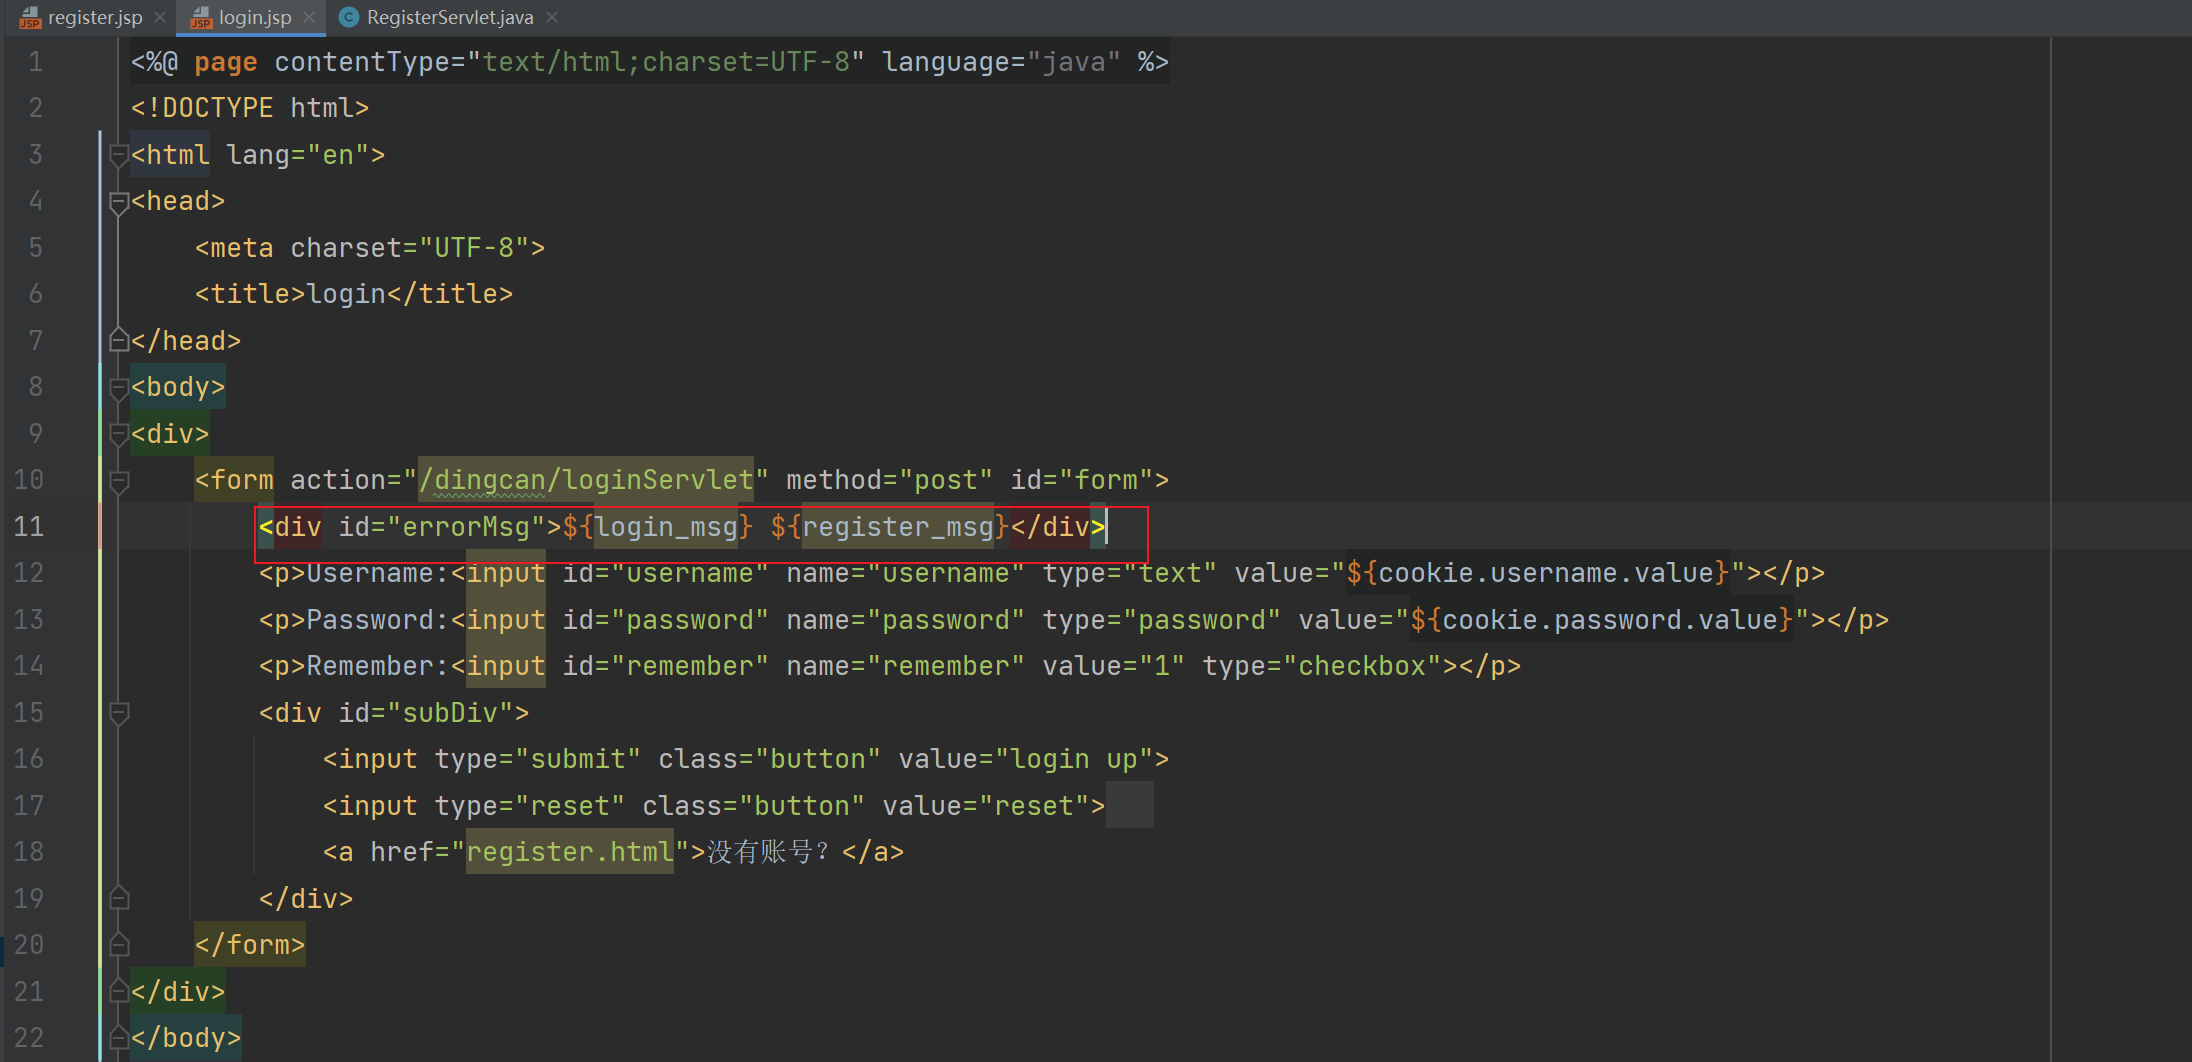 register.jsp login.jsp RegisterServlet.java
1 <%@ page contentType="text/html;charset=UTF-8" language="java" %>
2 <!DOCTYPE html>
3 <html lang="en">
4 <head>
5 <meta charset="UTF-8">
6 <title>login</title>
7 </head>
8 <body>
9 <div>
10 <form action="/dingcan/loginServlet" method="post" id="form">
11 <div id="errorMsg">${login_msg} ${register_msg}</div>
12 <p>Username:<input id="username" name="username" type="text" value="${cookie.username.value}"></p>
13 <p>Password:<input id="password" name="password" type="password" value="${cookie.password.value}"></p>
14 <p>Remember:<input id="remember" name="remember" value="1" type="checkbox"></p>
15 <div id="subDiv">
16 <input type="submit" class="button" value="login up">
17 <input type="reset" class="button" value="reset">
18 <a href="register.html">没有账号？</a>
19 </div>
20 </form>
21 </div>
22 </body>